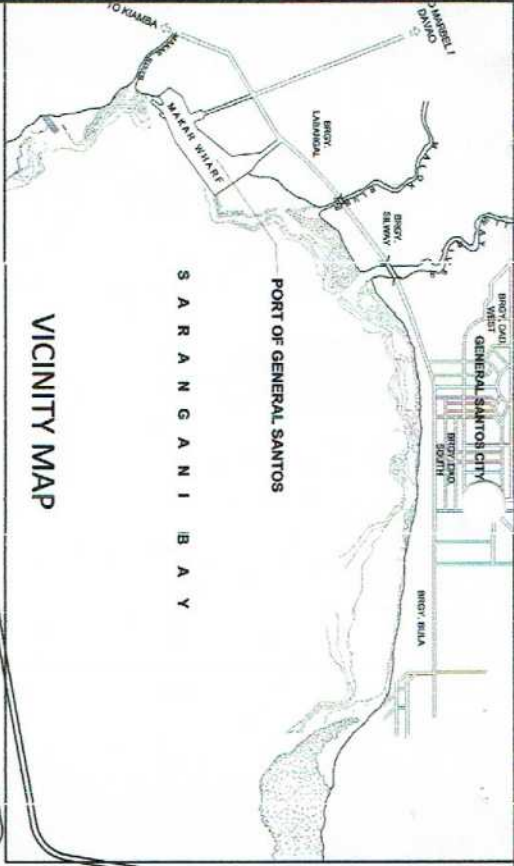 TO KIAMBA
O MARBEL /
DAVAO
MAKAR WHARF
BRGY.
LABANGAL
BRGY.
SILWAY
BRGY. DAD.
WEST
GENERAL SANTOS CITY
BRGY. DAD.
SOUTH
BRGY. BULA
PORT OF GENERAL SANTOS
SARANGANI BAY
VICINITY MAP